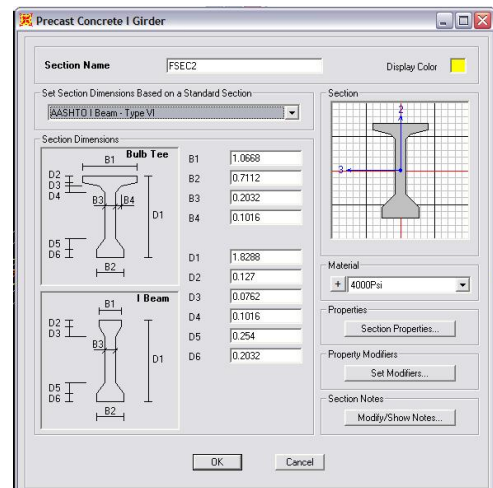 Precast Concrete I Girder
Section Name FSEC2 Display Color
Set Section Dimensions Based on a Standard Section
AASHTO I Beam - Type VI
Section Dimensions
Bulb Tee
B1
D2
D3
D4
B3
B4
D1
D5
D6
B2
I Beam
B1
D2
D3
B3
D1
D5
D6
B2
B1 1.0668
B2 0.7112
B3 0.2032
B4 0.1016
D1 1.8288
D2 0.127
D3 0.0762
D4 0.1016
D5 0.254
D6 0.2032
Section
2
3
Material
+ 4000Psi
Properties
Section Properties...
Property Modifiers
Set Modifiers...
Section Notes
Modify/Show Notes...
OK Cancel